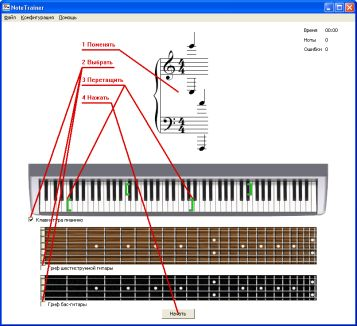 NoteTrainer
Файл Конфигурация Помощь
Время 00:00
Ноты 0
Ошибки 0
1 Поменять
2 Выбрать
3 Перетащить
4 Нажать
Клавиатура пианино
Гриф шестиструнной гитары
Гриф бас-гитары
Начать